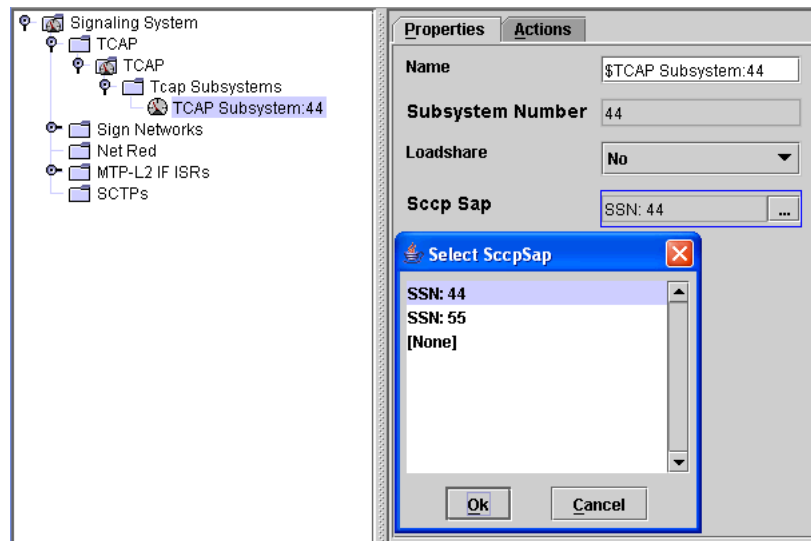 Signaling System
TCAP
TCAP
Tcap Subsystems
TCAP Subsystem:44
Sign Networks
Net Red
MTP-L2 IF ISRs
SCTPs
Properties Actions
Name $TCAP Subsystem:44
Subsystem Number 44
Loadshare No
Sccp Sap SSN: 44 ...
Select SccpSap
SSN: 44
SSN: 55
[None]
Ok Cancel